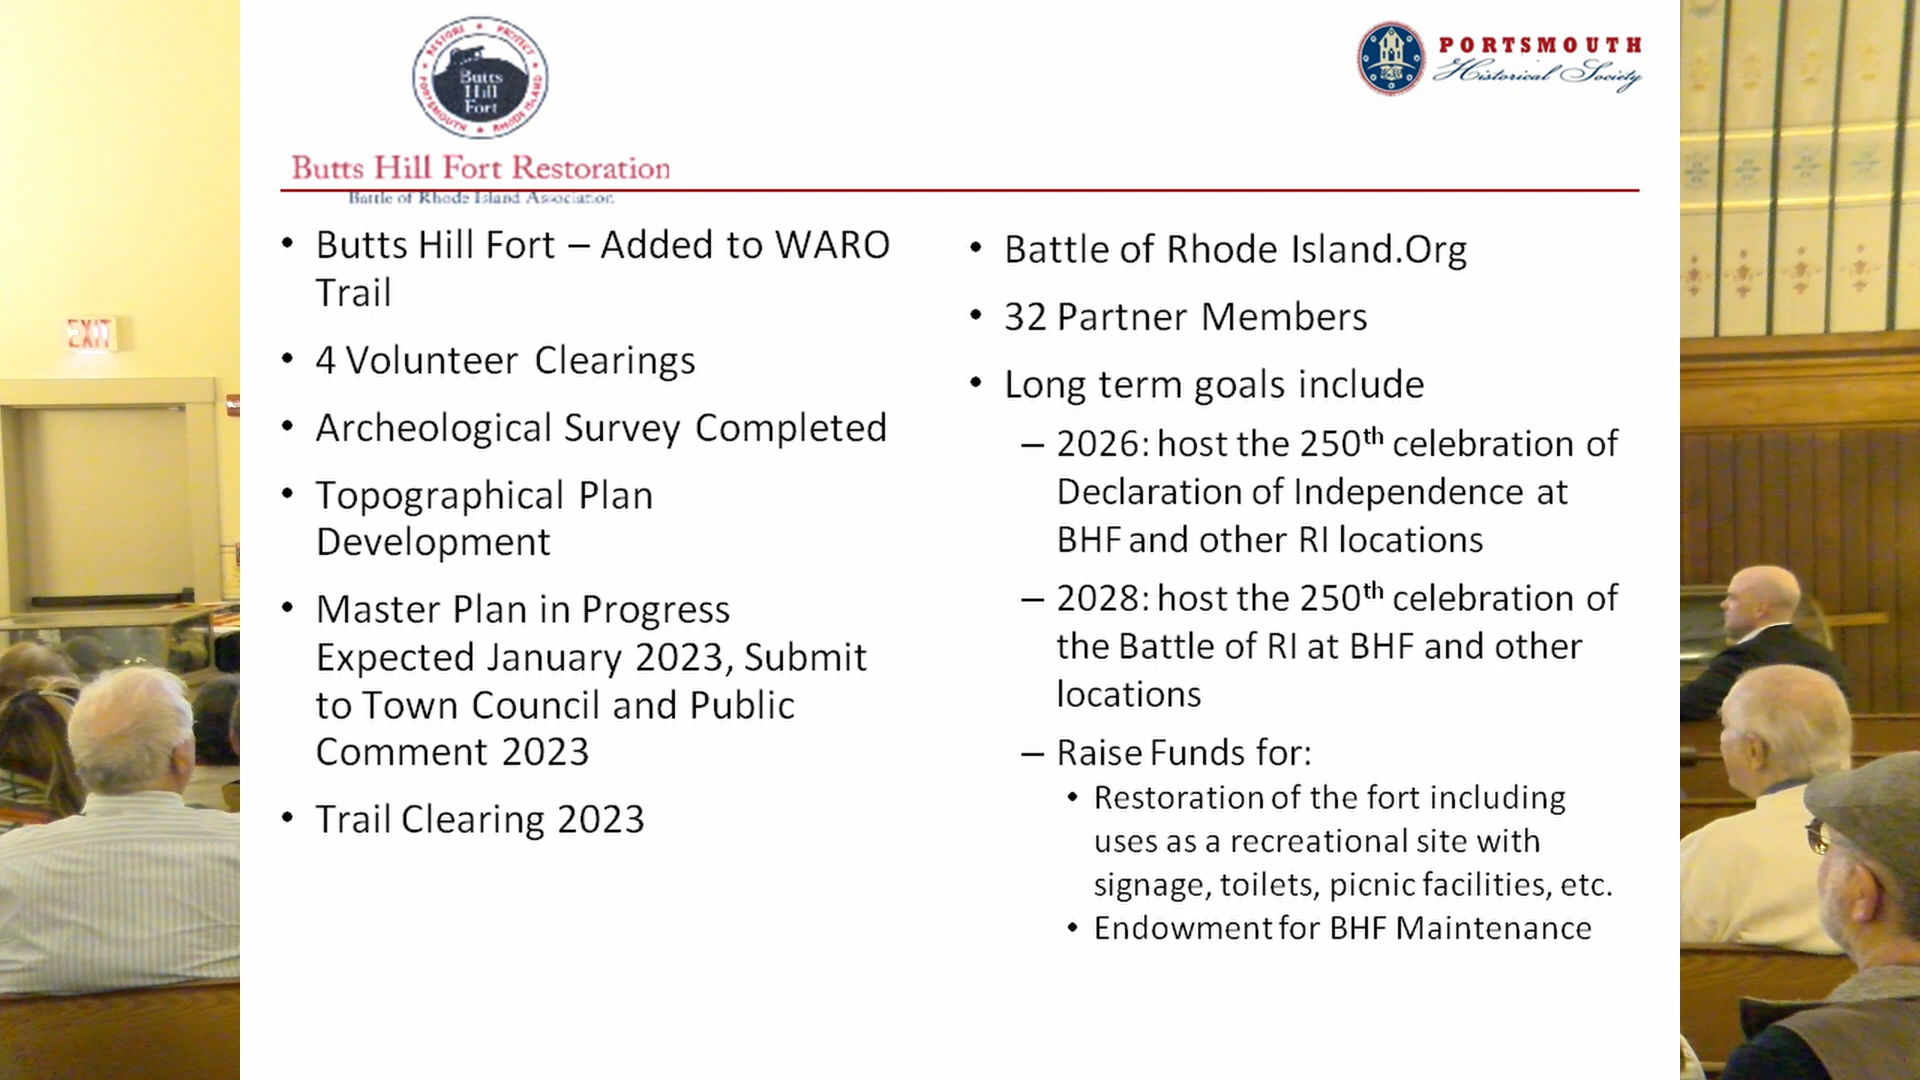 RESTORE ★ PROTECT
PORTSMOUTH ★ RHODE ISLAND
Butts
Hill
Fort
Butts Hill Fort Restoration
Battle of Rhode Island Association
PORTSMOUTH
Historical Society
EXIT
• Butts Hill Fort – Added to WARO
Trail
• 4 Volunteer Clearings
• Archeological Survey Completed
• Topographical Plan
Development
• Master Plan in Progress
Expected January 2023, Submit
to Town Council and Public
Comment 2023
• Trail Clearing 2023
• Battle of Rhode Island.Org
• 32 Partner Members
• Long term goals include
– 2026: host the 250th celebration of
Declaration of Independence at
BHF and other RI locations
– 2028: host the 250th celebration of
the Battle of RI at BHF and other
locations
– Raise Funds for:
• Restoration of the fort including
uses as a recreational site with
signage, toilets, picnic facilities, etc.
• Endowment for BHF Maintenance